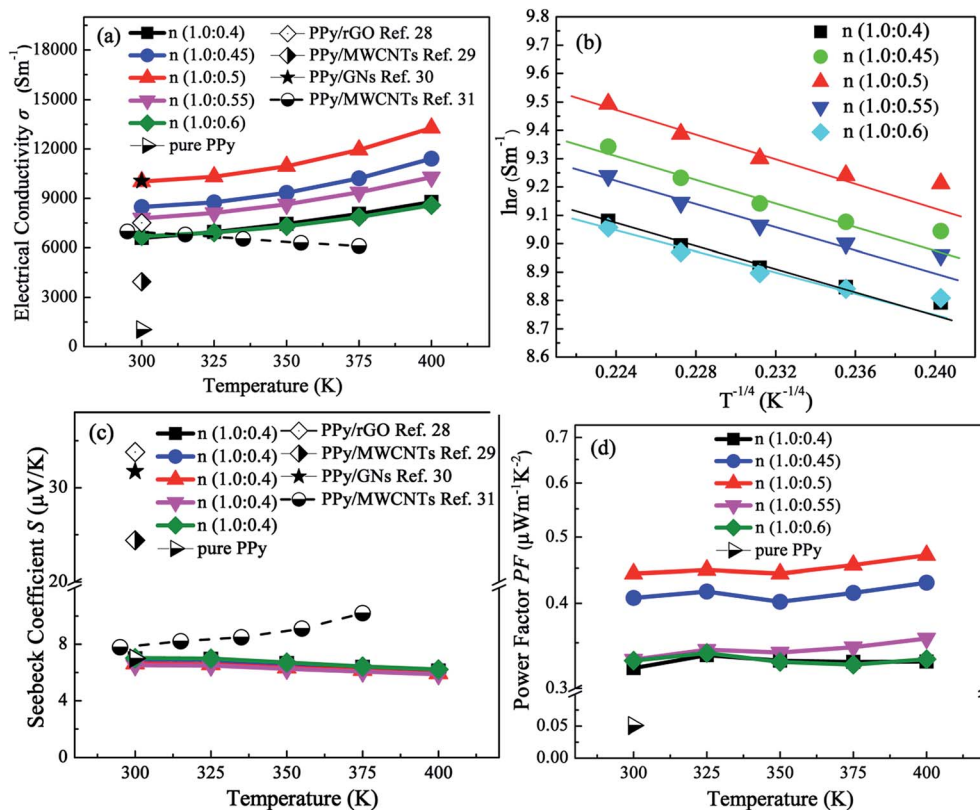 (a)
n (1.0:0.4)
n (1.0:0.45)
n (1.0:0.5)
n (1.0:0.55)
n (1.0:0.6)
pure PPy
PPy/rGO Ref. 28
PPy/MWCNTs Ref. 29
PPy/GNs Ref. 30
PPy/MWCNTs Ref. 31
Electrical Conductivity σ (Sm⁻¹)
18000
15000
12000
9000
6000
3000
0
300 325 350 375 400
Temperature (K)
(b)
n (1.0:0.4)
n (1.0:0.45)
n (1.0:0.5)
n (1.0:0.55)
n (1.0:0.6)
lnσ (Sm⁻¹)
9.8
9.7
9.6
9.5
9.4
9.3
9.2
9.1
9.0
8.9
8.8
8.7
8.6
0.224 0.228 0.232 0.236 0.240
T⁻¹/⁴ (K⁻¹/⁴)
(c)
n (1.0:0.4)
n (1.0:0.4)
n (1.0:0.4)
n (1.0:0.4)
n (1.0:0.4)
pure PPy
PPy/rGO Ref. 28
PPy/MWCNTs Ref. 29
PPy/GNs Ref. 30
PPy/MWCNTs Ref. 31
Seebeck Coefficient S (μV/K)
30
20
8
6
4
2
0
300 325 350 375 400
Temperature (K)
(d)
n (1.0:0.4)
n (1.0:0.45)
n (1.0:0.5)
n (1.0:0.55)
n (1.0:0.6)
pure PPy
Power Factor PF (μWm⁻¹K⁻²)
0.7
0.6
0.5
0.4
0.3
0.05
0.00
300 325 350 375 400
Temperature (K)